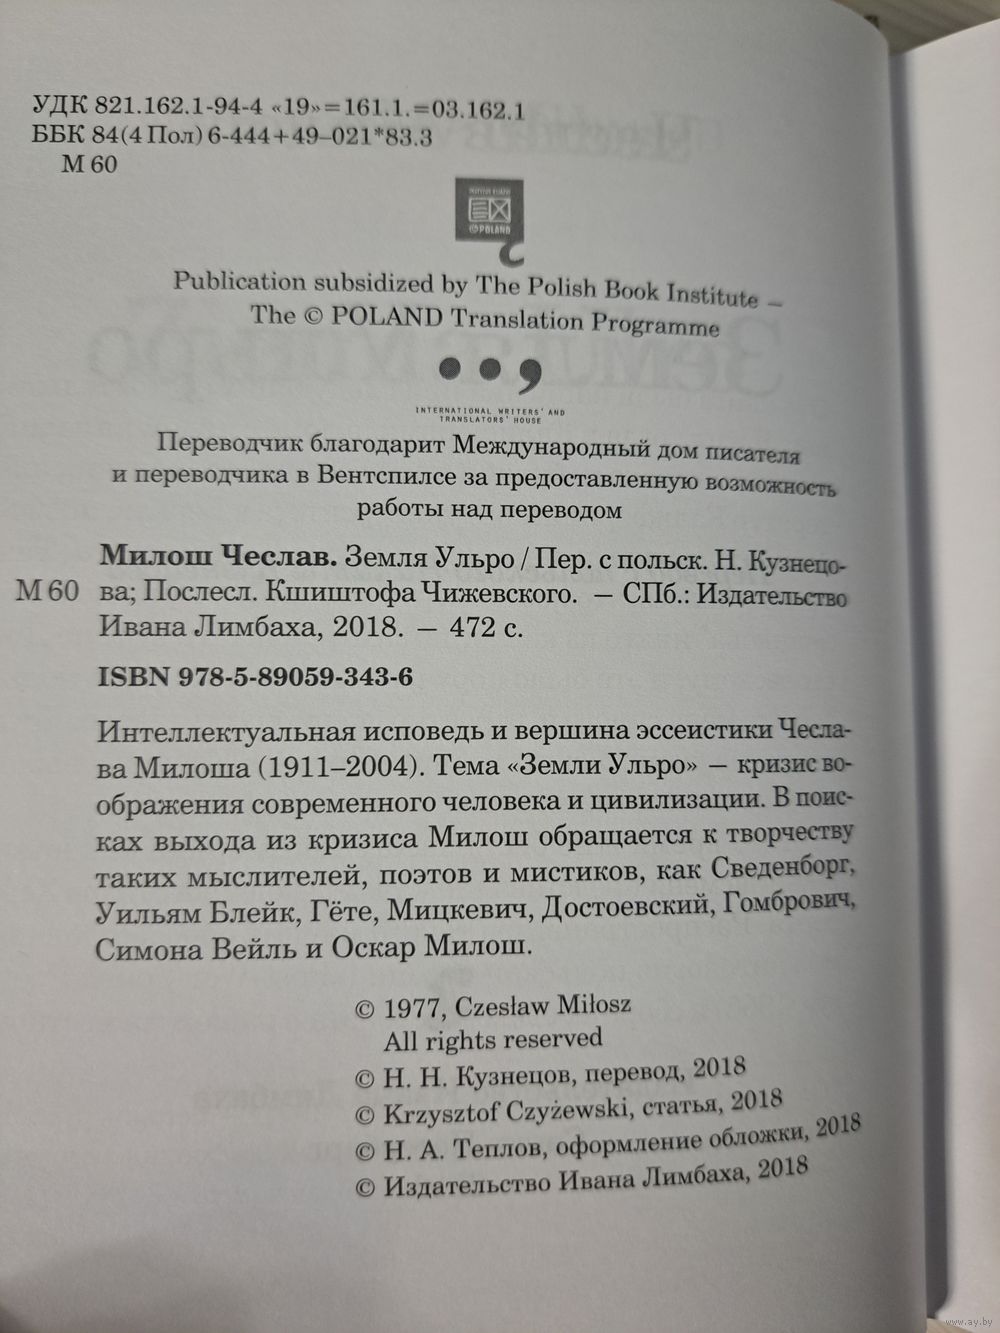 УДК 821.162.1-94-4 «19»=161.1.=03.162.1
ББК 84(4Пол)6-444+49–021*83.3
М 60
INSTYTUT KSIĄŻKI
©POLAND
Publication subsidized by The Polish Book Institute –
The © POLAND Translation Programme
INTERNATIONAL WRITERS' AND
TRANSLATORS' HOUSE
Переводчик благодарит Международный дом писателя
и переводчика в Вентспилсе за предоставленную возможность
работы над переводом
Милош Чеслав. Земля Ульро / Пер. с польск. Н. Кузнецо-
М 60 ва; Послесл. Кшиштофа Чижевского. — СПб.: Издательство
Ивана Лимбаха, 2018. — 472 с.
ISBN 978-5-89059-343-6
Интеллектуальная исповедь и вершина эссеистики Чесла-
ва Милоша (1911–2004). Тема «Земли Ульро» — кризис во-
ображения современного человека и цивилизации. В поис-
ках выхода из кризиса Милош обращается к творчеству
таких мыслителей, поэтов и мистиков, как Сведенборг,
Уильям Блейк, Гёте, Мицкевич, Достоевский, Гомбрович,
Симона Вейль и Оскар Милош.
© 1977, Czesław Miłosz
All rights reserved
© Н. Н. Кузнецов, перевод, 2018
© Krzysztof Czyżewski, статья, 2018
© Н. А. Теплов, оформление обложки, 2018
© Издательство Ивана Лимбаха, 2018
www.ay.by